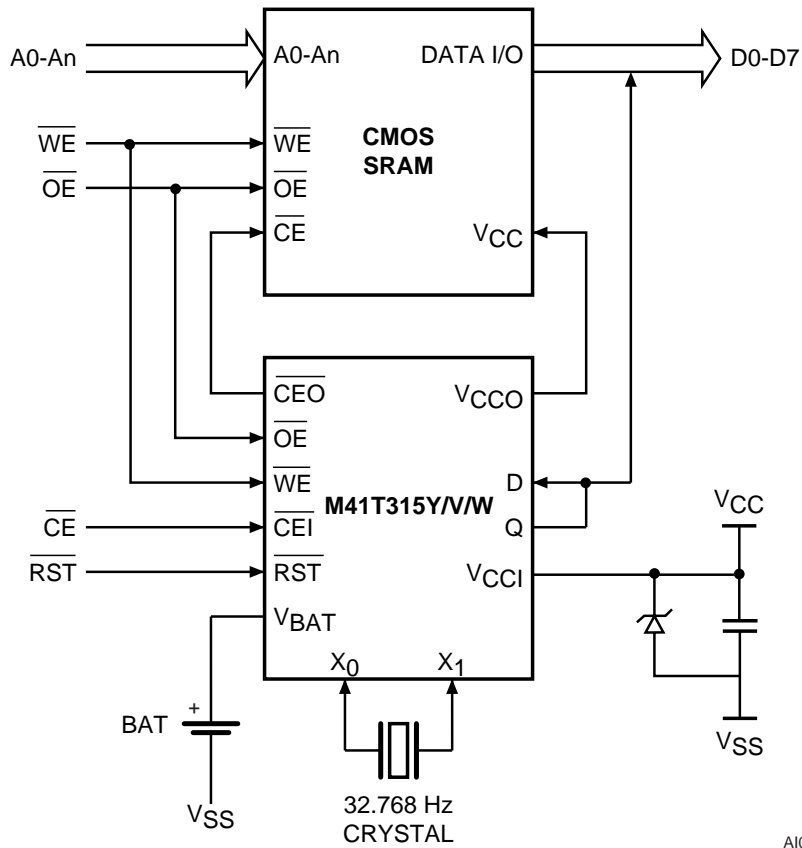 A0-An
A0-An
DATA I/O
D0-D7
WE
WE
CMOS
SRAM
OE
OE
CE
VCC
CEO
VCCO
OE
WE
M41T315Y/V/W
D
VCC
CE
CEI
Q
RST
RST
VCCI
VBAT
X0
X1
BAT
+
VSS
VSS
32.768 Hz
CRYSTAL